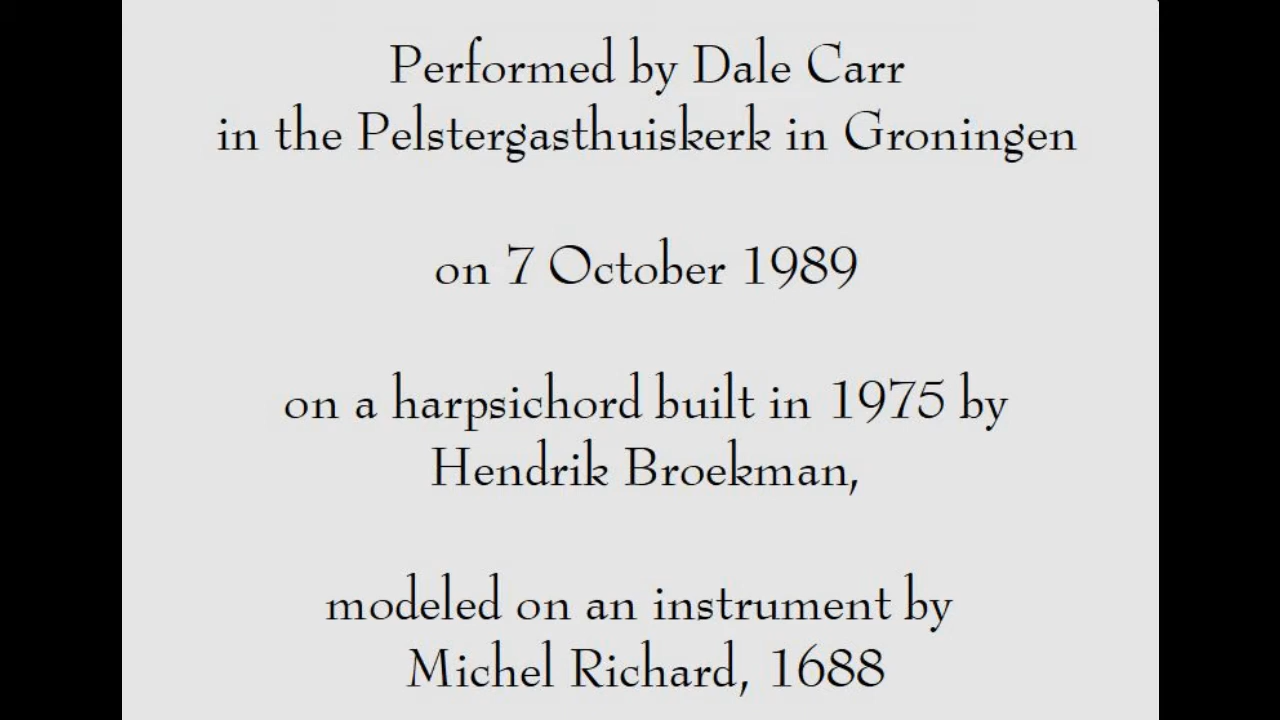 Performed by Dale Carr
in the Pelstergasthuiskerk in Groningen
on 7 October 1989
on a harpsichord built in 1975 by
Hendrik Broekman,
modeled on an instrument by
Michel Richard, 1688